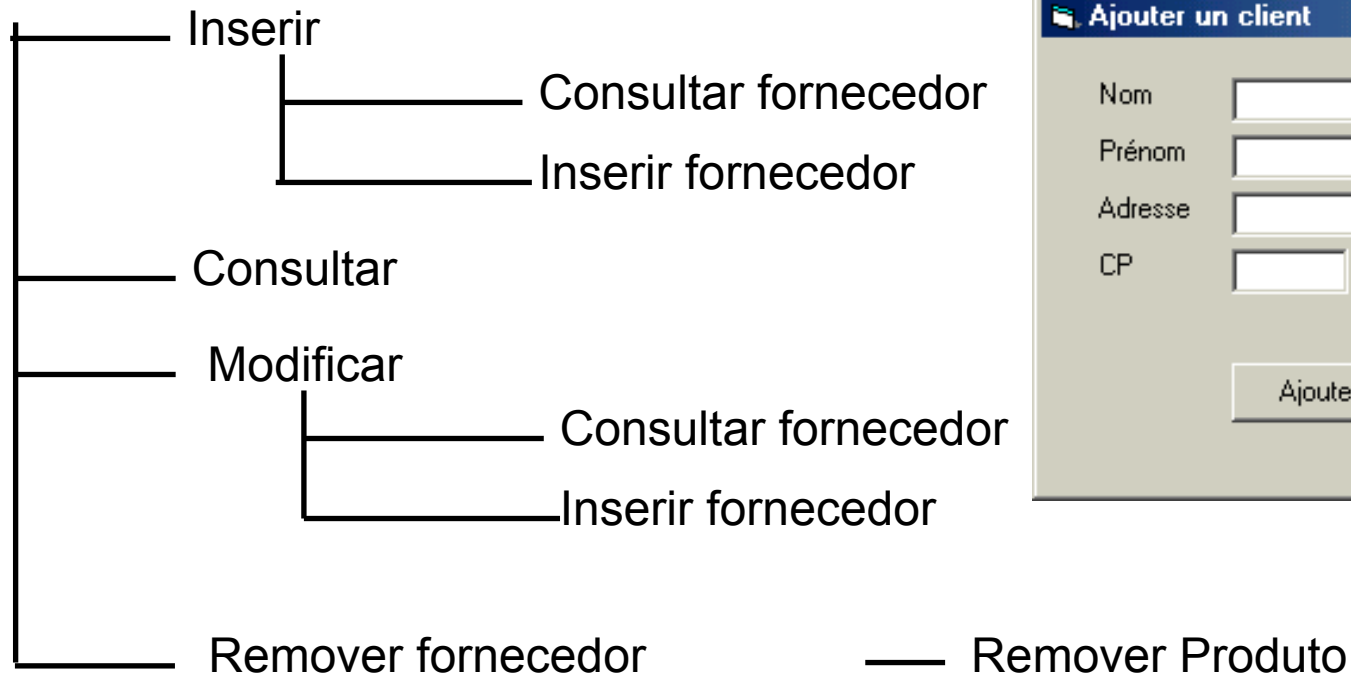 Inserir
Consultar fornecedor
Inserir fornecedor
Consultar
Modificar
Consultar fornecedor
Inserir fornecedor
Remover fornecedor
Remover Produto
Ajouter un client
Nom
Prénom
Adresse
CP
Ajoute